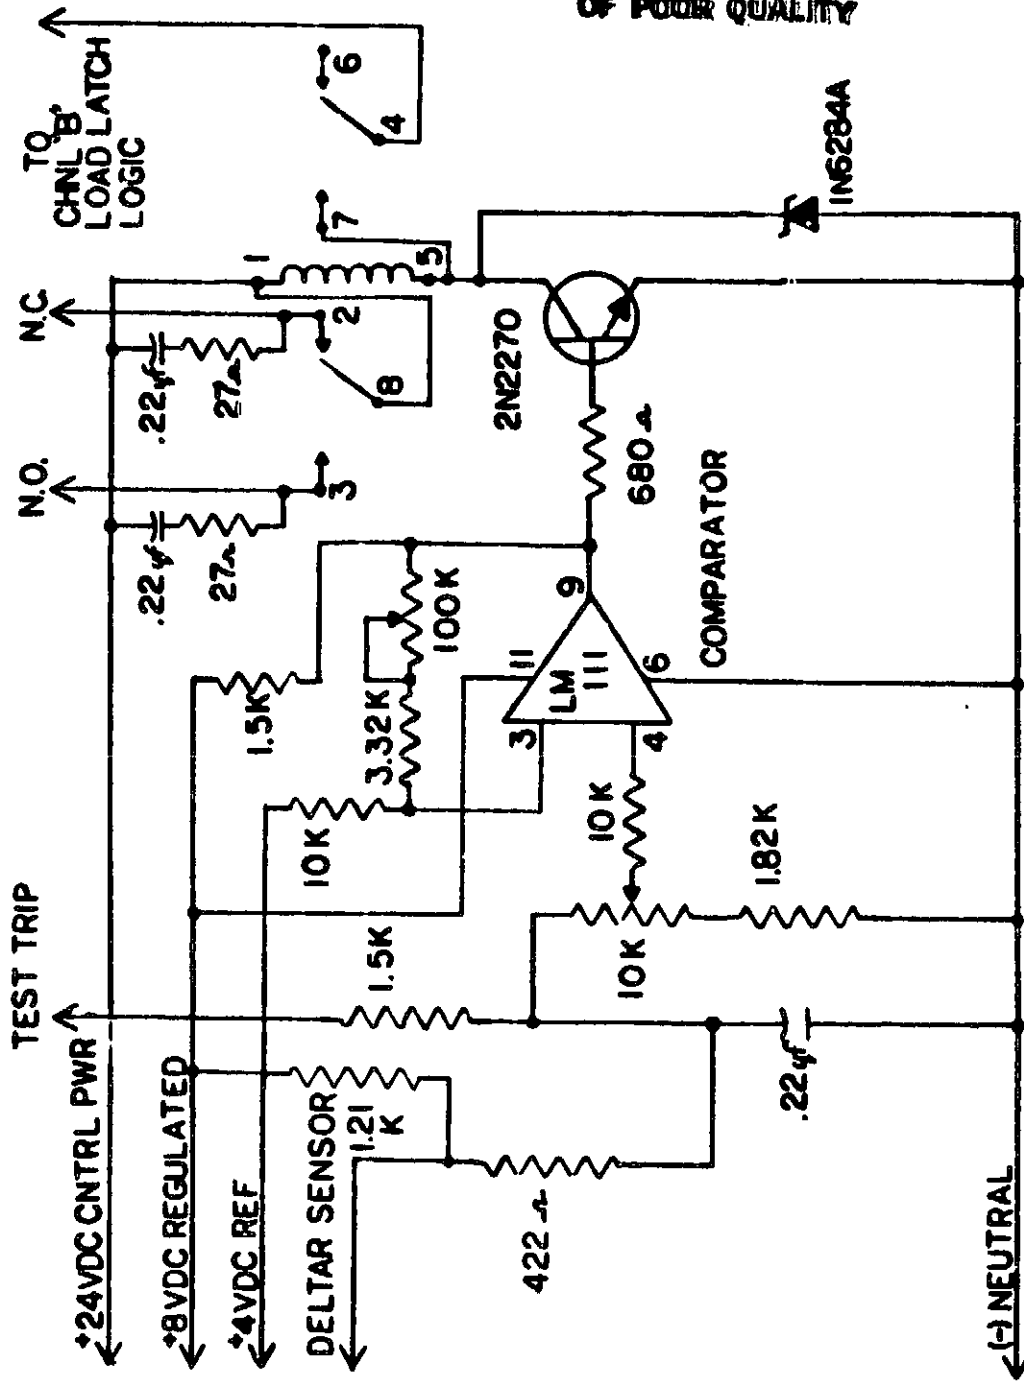 OF POOR QUALITY
TO
CHNL "B"
LOAD LATCH
LOGIC
6
4
7
5
1
N.C.
2
8
.22µf
27Ω
N.O.
3
.22µf
27Ω
1N6284A
2N2270
680Ω
COMPARATOR
9
11
LM
111
6
3
4
100K
3.32K
1.5K
10K
10K
1.82K
10K
TEST TRIP
1.5K
.22µf
+24VDC CNTRL PWR
+8VDC REGULATED
+4VDC REF
DELTAR SENSOR
1.21
K
422Ω
(-) NEUTRAL